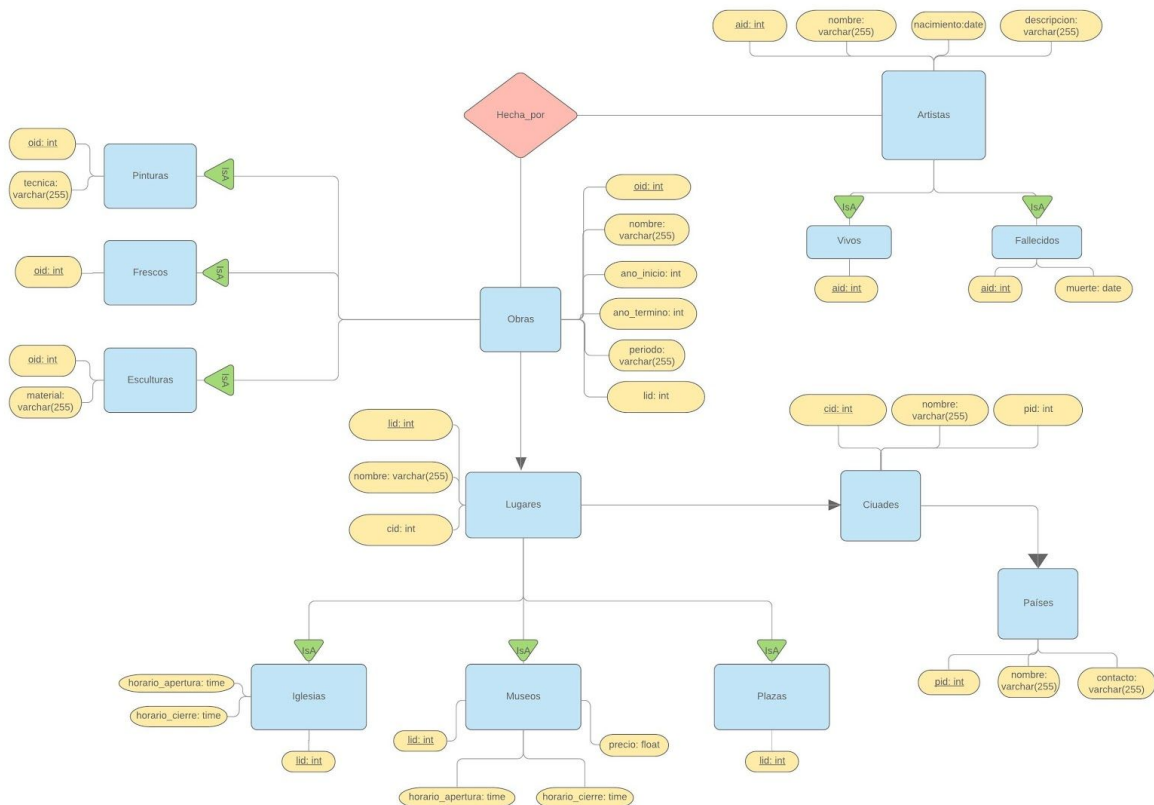 aid: int
nombre:
varchar(255)
nacimiento:date
descripcion:
varchar(255)
Artistas
Hecha_por
oid: int
tecnica:
varchar(255)
Pinturas
IsA
oid: int
Frescos
IsA
oid: int
material:
varchar(255)
Esculturas
IsA
Obras
oid: int
nombre:
varchar(255)
ano_inicio: int
ano_termino: int
periodo:
varchar(255)
lid: int
IsA
Vivos
aid: int
IsA
Fallecidos
aid: int
muerte: date
lid: int
nombre: varchar(255)
cid: int
Lugares
cid: int
nombre:
varchar(255)
pid: int
Ciuades
Países
pid: int
nombre:
varchar(255)
contacto:
varchar(255)
IsA
Iglesias
horario_apertura: time
horario_cierre: time
lid: int
IsA
Museos
lid: int
precio: float
horario_apertura: time
horario_cierre: time
IsA
Plazas
lid: int